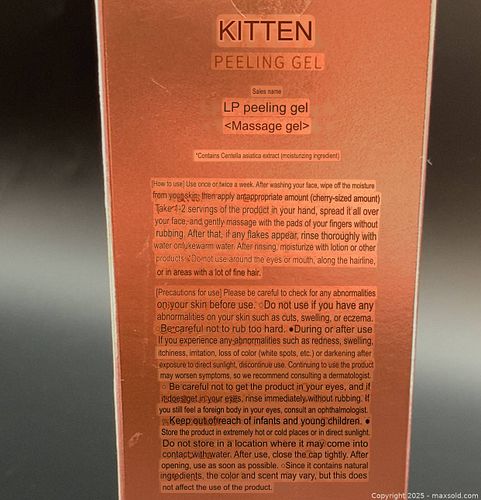 KITTEN
PEELING GEL
Sales name
LP peeling gel
<Massage gel>
*Contains Centella asiatica extract (moisturizing ingredient)
[How to use] Use once or twice a week. After washing your face, wipe off the moisture
from your skin, then apply an appropriate amount (cherry-sized amount)
Take 1-2 servings of the product in your hand, spread it all over
your face, and gently massage with the pads of your fingers without
rubbing. After that, if any flakes appear, rinse thoroughly with
water or lukewarm water. After rinsing, moisturize with lotion or other
products. Do not use around the eyes or mouth, along the hairline,
or in areas with a lot of fine hair.
[Precautions for use] Please be careful to check for any abnormalities
on your skin before use. ○Do not use if you have any
abnormalities on your skin such as cuts, swelling, or eczema.
○Be careful not to rub too hard. ●During or after use
If you experience any abnormalities such as redness, swelling,
itchiness, irritation, loss of color (white spots, etc.) or darkening after
exposure to direct sunlight, discontinue use. Continuing to use the product
may worsen symptoms, so we recommend consulting a dermatologist.
○ Be careful not to get the product in your eyes, and if
it does get in your eyes, rinse immediately without rubbing. If
you still feel a foreign body in your eyes, consult an ophthalmologist.
Keep out of reach of infants and young children. ●
Store the product in extremely hot or cold places or in direct sunlight.
Do not store in a location where it may come into
contact with water. After use, close the cap tightly. After
opening, use as soon as possible. ○Since it contains natural
ingredients, the color and scent may vary, but this does
not affect the use of the product.
Copyright 2025 - maxsold.com